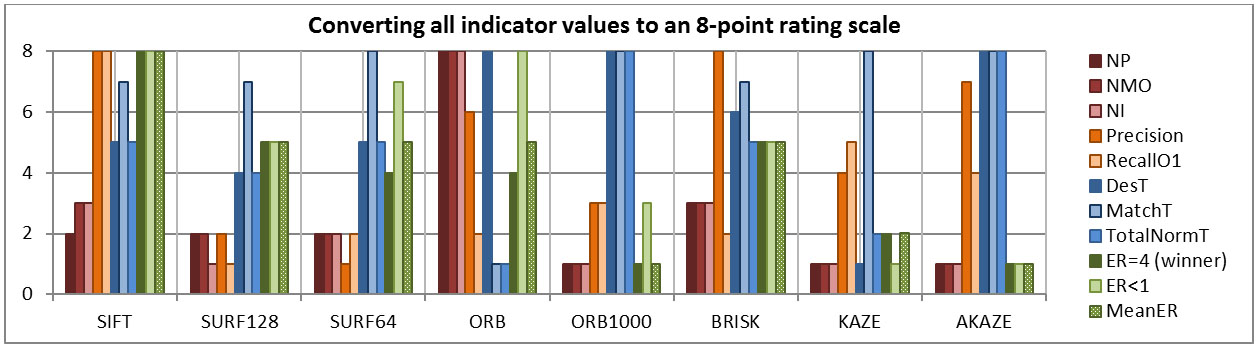 Converting all indicator values to an 8-point rating scale
8
6
4
2
0
SIFT SURF128 SURF64 ORB ORB1000 BRISK KAZE AKAZE
NP
NMO
NI
Precision
RecallO1
DesT
MatchT
TotalNormT
ER=4 (winner)
ER<1
MeanER